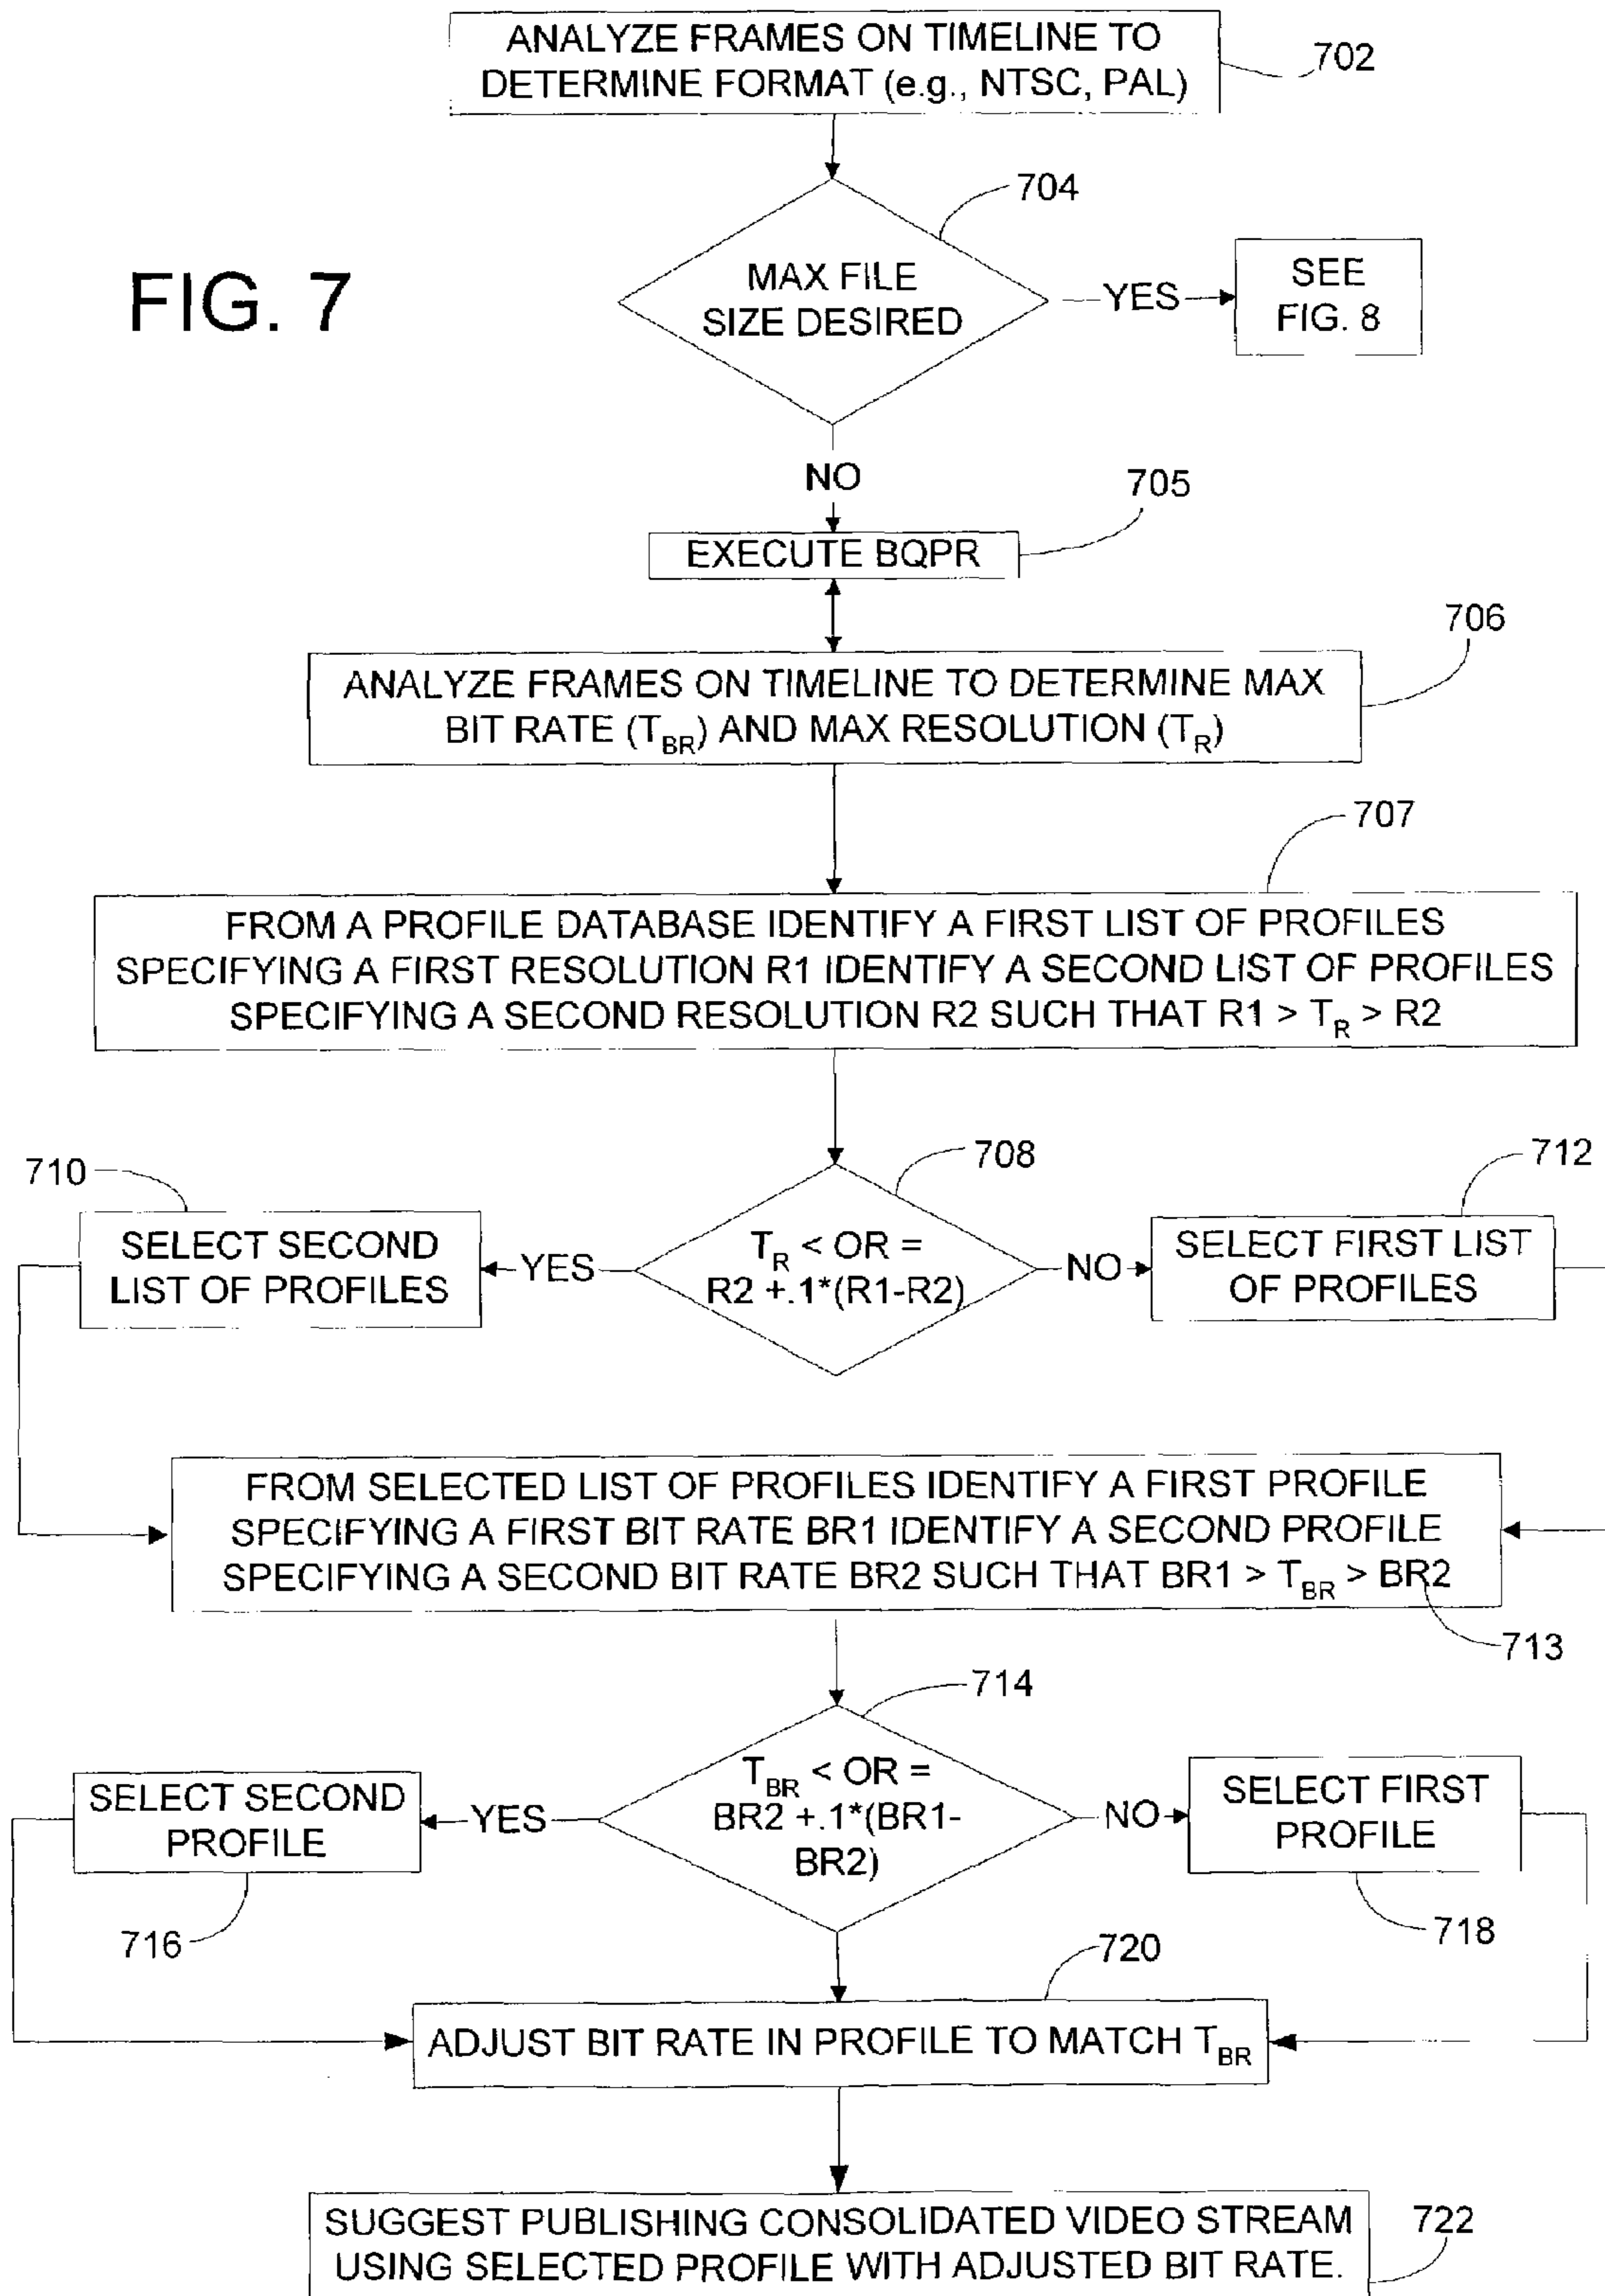 ANALYZE FRAMES ON TIMELINE TO
DETERMINE FORMAT (e.g., NTSC, PAL)
702
704
FIG. 7
MAX FILE
SIZE DESIRED
YES
SEE
FIG. 8
NO
705
EXECUTE BQPR
706
ANALYZE FRAMES ON TIMELINE TO DETERMINE MAX
BIT RATE (T_BR) AND MAX RESOLUTION (T_R)
707
FROM A PROFILE DATABASE IDENTIFY A FIRST LIST OF PROFILES
SPECIFYING A FIRST RESOLUTION R1 IDENTIFY A SECOND LIST OF PROFILES
SPECIFYING A SECOND RESOLUTION R2 SUCH THAT R1 > T_R > R2
708
710
712
SELECT SECOND
LIST OF PROFILES
YES
T_R < OR =
R2 +.1*(R1-R2)
NO
SELECT FIRST LIST
OF PROFILES
FROM SELECTED LIST OF PROFILES IDENTIFY A FIRST PROFILE
SPECIFYING A FIRST BIT RATE BR1 IDENTIFY A SECOND PROFILE
SPECIFYING A SECOND BIT RATE BR2 SUCH THAT BR1 > T_BR > BR2
713
714
SELECT SECOND
PROFILE
YES
T_BR < OR =
BR2 +.1*(BR1-
BR2)
NO
SELECT FIRST
PROFILE
716
718
720
ADJUST BIT RATE IN PROFILE TO MATCH T_BR
SUGGEST PUBLISHING CONSOLIDATED VIDEO STREAM
USING SELECTED PROFILE WITH ADJUSTED BIT RATE.
722